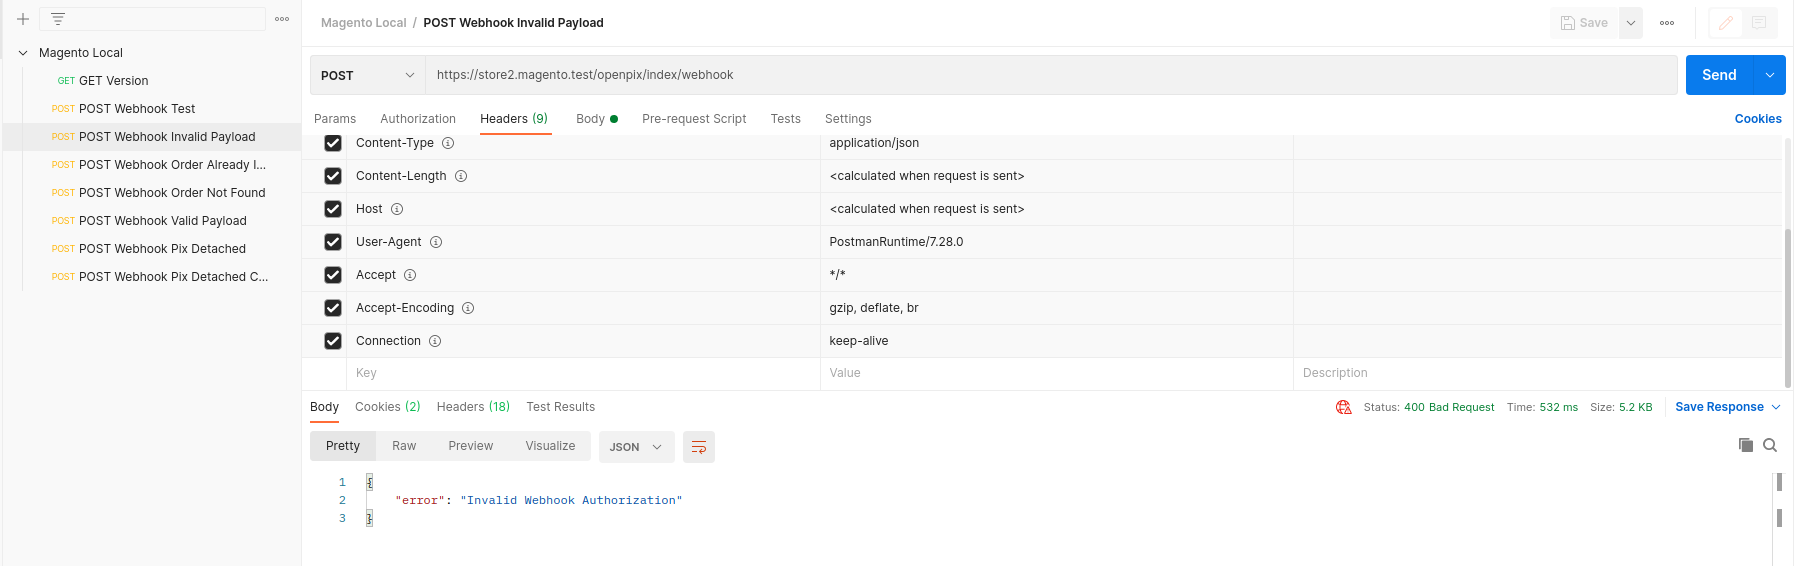 Magento Local
GET GET Version
POST POST Webhook Test
POST POST Webhook Invalid Payload
POST POST Webhook Order Already I...
POST POST Webhook Order Not Found
POST POST Webhook Valid Payload
POST POST Webhook Pix Detached
POST POST Webhook Pix Detached C...
Magento Local / POST Webhook Invalid Payload
Save
POST https://store2.magento.test/openpix/index/webhook
Send
Params Authorization Headers (9) Body Pre-request Script Tests Settings Cookies
Content-Type application/json
Content-Length <calculated when request is sent>
Host <calculated when request is sent>
User-Agent PostmanRuntime/7.28.0
Accept */*
Accept-Encoding gzip, deflate, br
Connection keep-alive
Key Value Description
Body Cookies (2) Headers (18) Test Results Status: 400 Bad Request Time: 532 ms Size: 5.2 KB Save Response
Pretty Raw Preview Visualize JSON
1 {
2 "error": "Invalid Webhook Authorization"
3 }